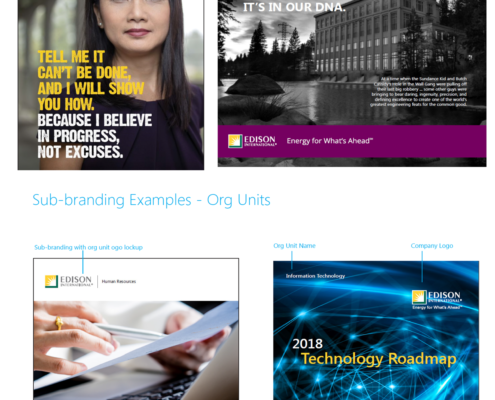 TELL ME IT
CAN'T BE DONE,
AND I WILL SHOW
YOU HOW.
BECAUSE I BELIEVE
IN PROGRESS,
NOT EXCUSES.
IT'S IN OUR DNA.
At a time when the Sundance Kid and Butch
Cassidy's Hole in the Wall Gang were pulling off
their last big robbery ... some other guys were
bringing to bear daring, ingenuity, precision, and
defining excellence to create one of the world's
greatest engineering feats for the common good.
EDISON
INTERNATIONAL®
Energy for What's Ahead℠
Sub-branding Examples - Org Units
Sub-branding with org unit ogo lockup
EDISON
INTERNATIONAL®
Human Resources
Org Unit Name
Company Logo
Information Technology
EDISON
INTERNATIONAL®
Energy for What's Ahead℠
2018
Technology Roadmap